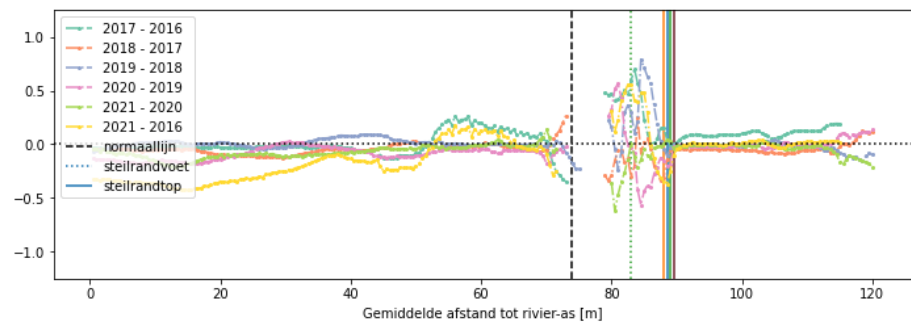 1.0
0.5
0.0
−0.5
−1.0
2017 - 2016
2018 - 2017
2019 - 2018
2020 - 2019
2021 - 2020
2021 - 2016
normaallijn
steilrandvoet
steilrandtop
0 20 40 60 80 100 120
Gemiddelde afstand tot rivier-as [m]